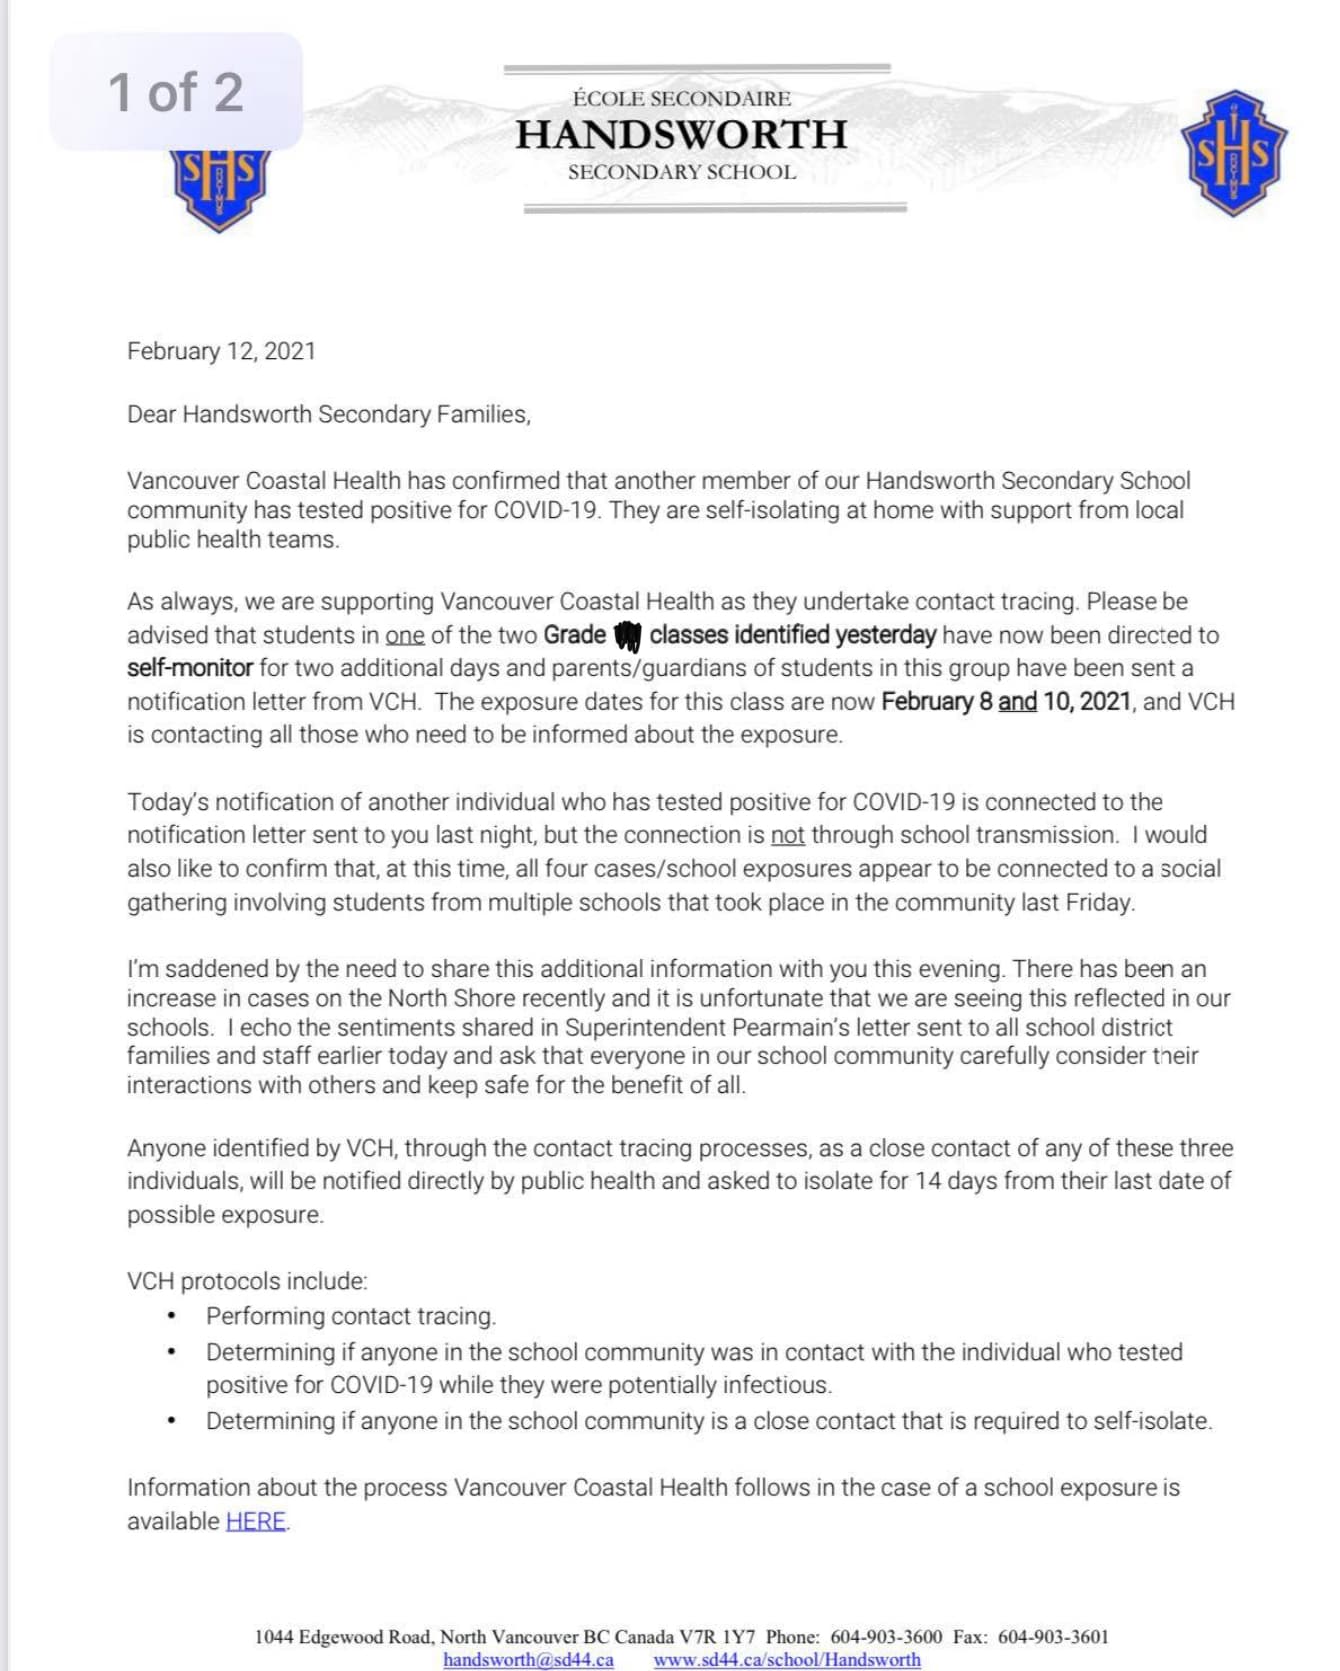 1 of 2
ÉCOLE SECONDAIRE
HANDSWORTH
SECONDARY SCHOOL
SHS
SHS
February 12, 2021
Dear Handsworth Secondary Families,
Vancouver Coastal Health has confirmed that another member of our Handsworth Secondary School
community has tested positive for COVID-19. They are self-isolating at home with support from local
public health teams.
As always, we are supporting Vancouver Coastal Health as they undertake contact tracing. Please be
advised that students in one of the two Grade classes identified yesterday have now been directed to
self-monitor for two additional days and parents/guardians of students in this group have been sent a
notification letter from VCH. The exposure dates for this class are now February 8 and 10, 2021, and VCH
is contacting all those who need to be informed about the exposure.
Today's notification of another individual who has tested positive for COVID-19 is connected to the
notification letter sent to you last night, but the connection is not through school transmission. I would
also like to confirm that, at this time, all four cases/school exposures appear to be connected to a social
gathering involving students from multiple schools that took place in the community last Friday.
I'm saddened by the need to share this additional information with you this evening. There has been an
increase in cases on the North Shore recently and it is unfortunate that we are seeing this reflected in our
schools. I echo the sentiments shared in Superintendent Pearmain's letter sent to all school district
families and staff earlier today and ask that everyone in our school community carefully consider their
interactions with others and keep safe for the benefit of all.
Anyone identified by VCH, through the contact tracing processes, as a close contact of any of these three
individuals, will be notified directly by public health and asked to isolate for 14 days from their last date of
possible exposure.
VCH protocols include:
• Performing contact tracing.
• Determining if anyone in the school community was in contact with the individual who tested
positive for COVID-19 while they were potentially infectious.
• Determining if anyone in the school community is a close contact that is required to self-isolate.
Information about the process Vancouver Coastal Health follows in the case of a school exposure is
available HERE.
1044 Edgewood Road, North Vancouver BC Canada V7R 1Y7 Phone: 604-903-3600 Fax: 604-903-3601
handsworth@sd44.ca www.sd44.ca/school/Handsworth